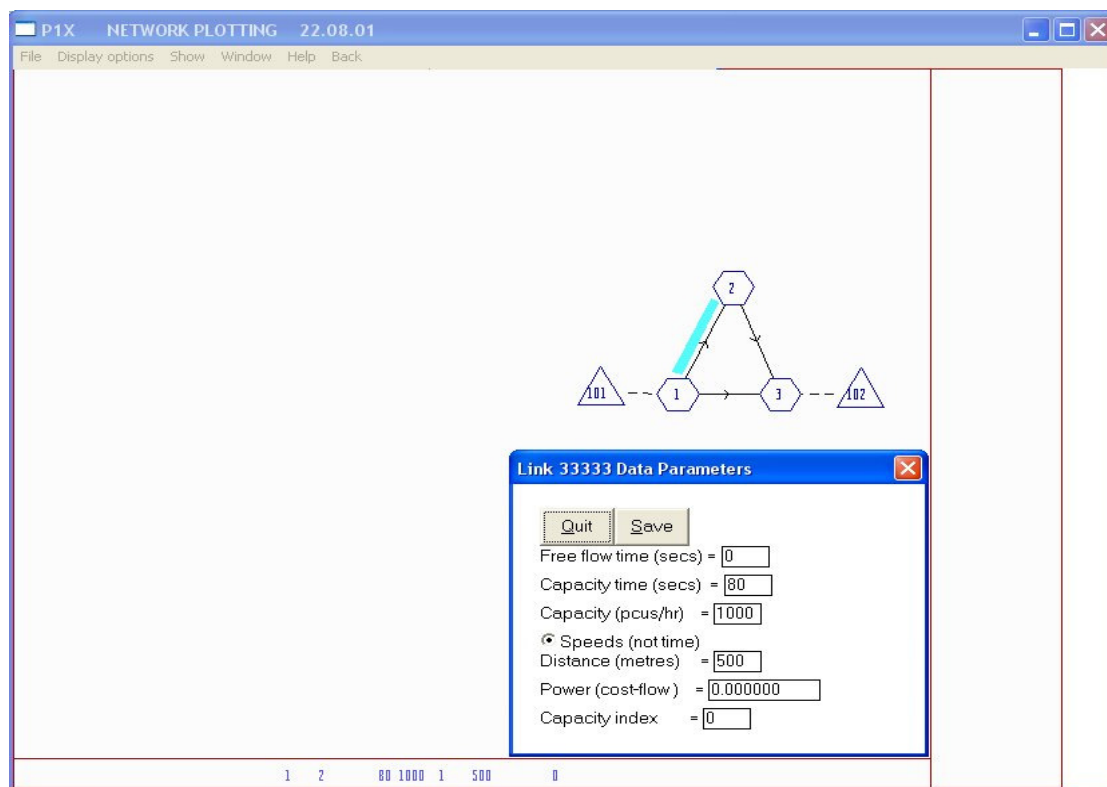 P1X NETWORK PLOTTING 22.08.01
File Display options Show Window Help Back
2
101 1 3 102
Link 33333 Data Parameters
Quit Save
Free flow time (secs) = 0
Capacity time (secs) = 80
Capacity (pcus/hr) = 1000
Speeds (not time)
Distance (metres) = 500
Power (cost-flow ) = 0.000000
Capacity index = 0
1 2 80 1000 1 500 0